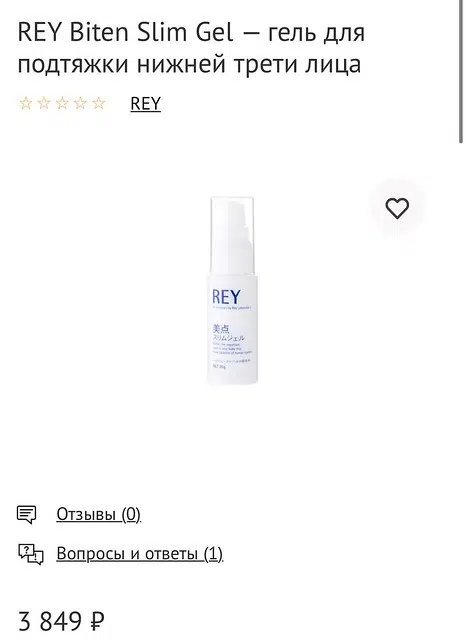 REY Biten Slim Gel — гель для
подтяжки нижней трети лица
REY
REY
美点
スリムジェル
Отзывы (0)
Вопросы и ответы (1)
3 849 ₽